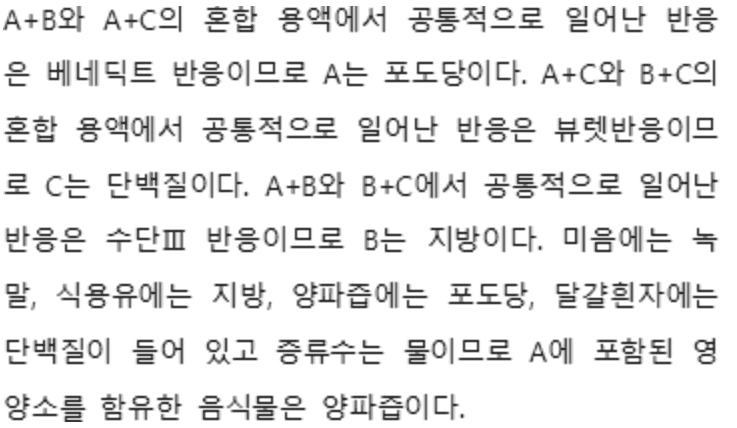 A+B와 A+C의 혼합 용액에서 공통적으로 일어난 반응
은 베네딕트 반응이므로 A는 포도당이다. A+C와 B+C의
혼합 용액에서 공통적으로 일어난 반응은 뷰렛반응이므
로 C는 단백질이다. A+B와 B+C에서 공통적으로 일어난
반응은 수단Ⅲ 반응이므로 B는 지방이다. 미음에는 녹
말, 식용유에는 지방, 양파즙에는 포도당, 달걀흰자에는
단백질이 들어 있고 증류수는 물이므로 A에 포함된 영
양소를 함유한 음식물은 양파즙이다.